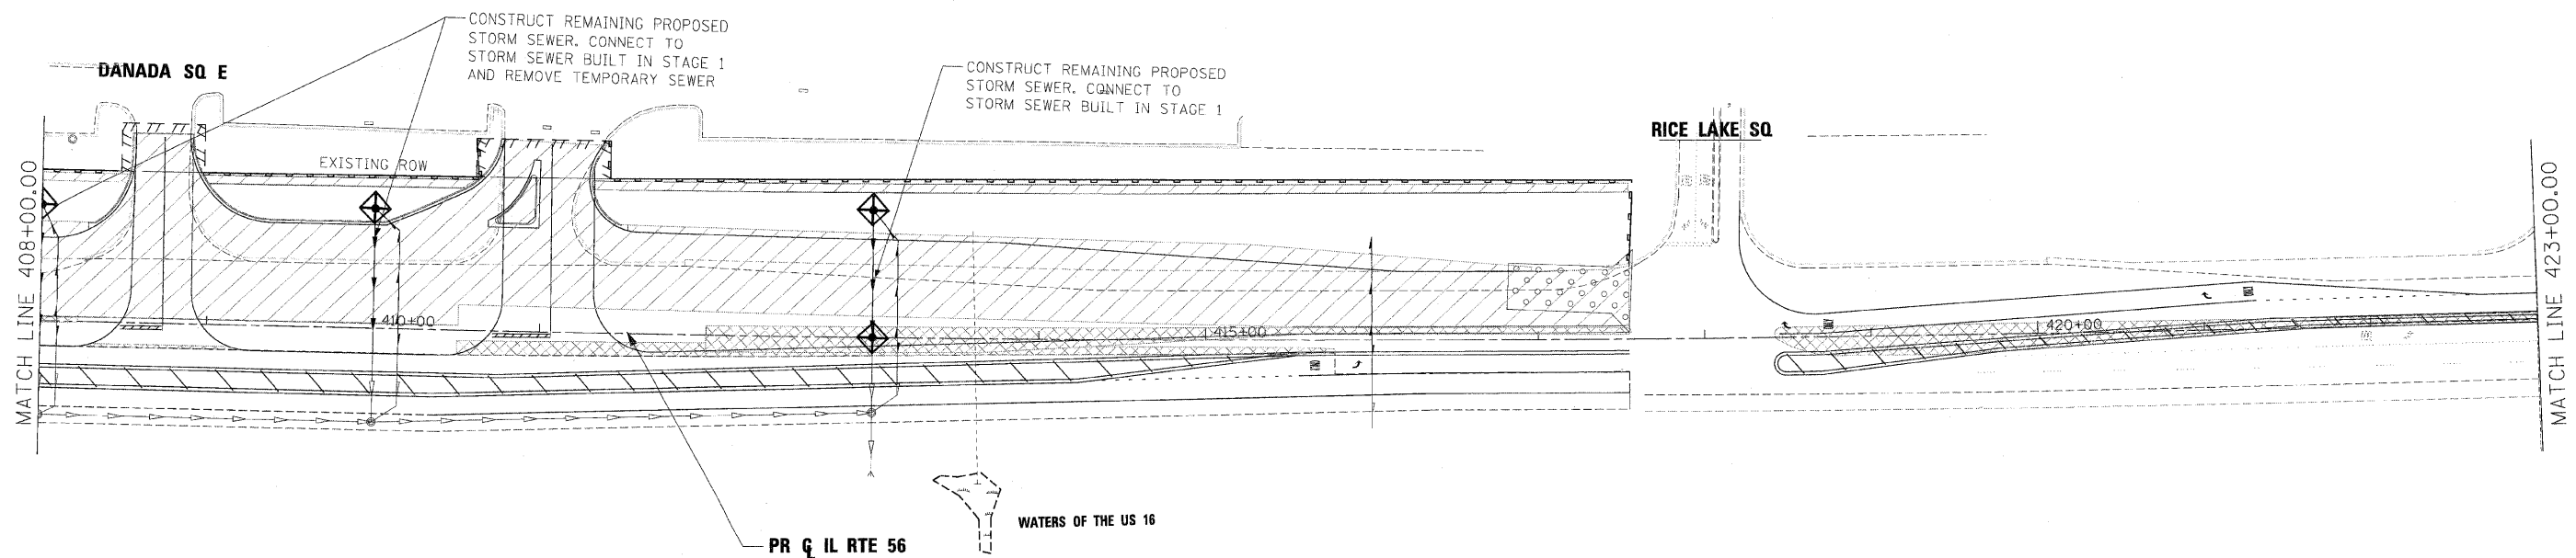 CONSTRUCT REMAINING PROPOSED
STORM SEWER. CONNECT TO
STORM SEWER BUILT IN STAGE 1
AND REMOVE TEMPORARY SEWER
DANADA SQ E
CONSTRUCT REMAINING PROPOSED
STORM SEWER. CONNECT TO
STORM SEWER BUILT IN STAGE 1
RICE LAKE SQ
EXISTING ROW
MATCH LINE 408+00.00
MATCH LINE 423+00.00
410+00
415+00
420+00
WATERS OF THE US 16
PR ℄ IL RTE 56